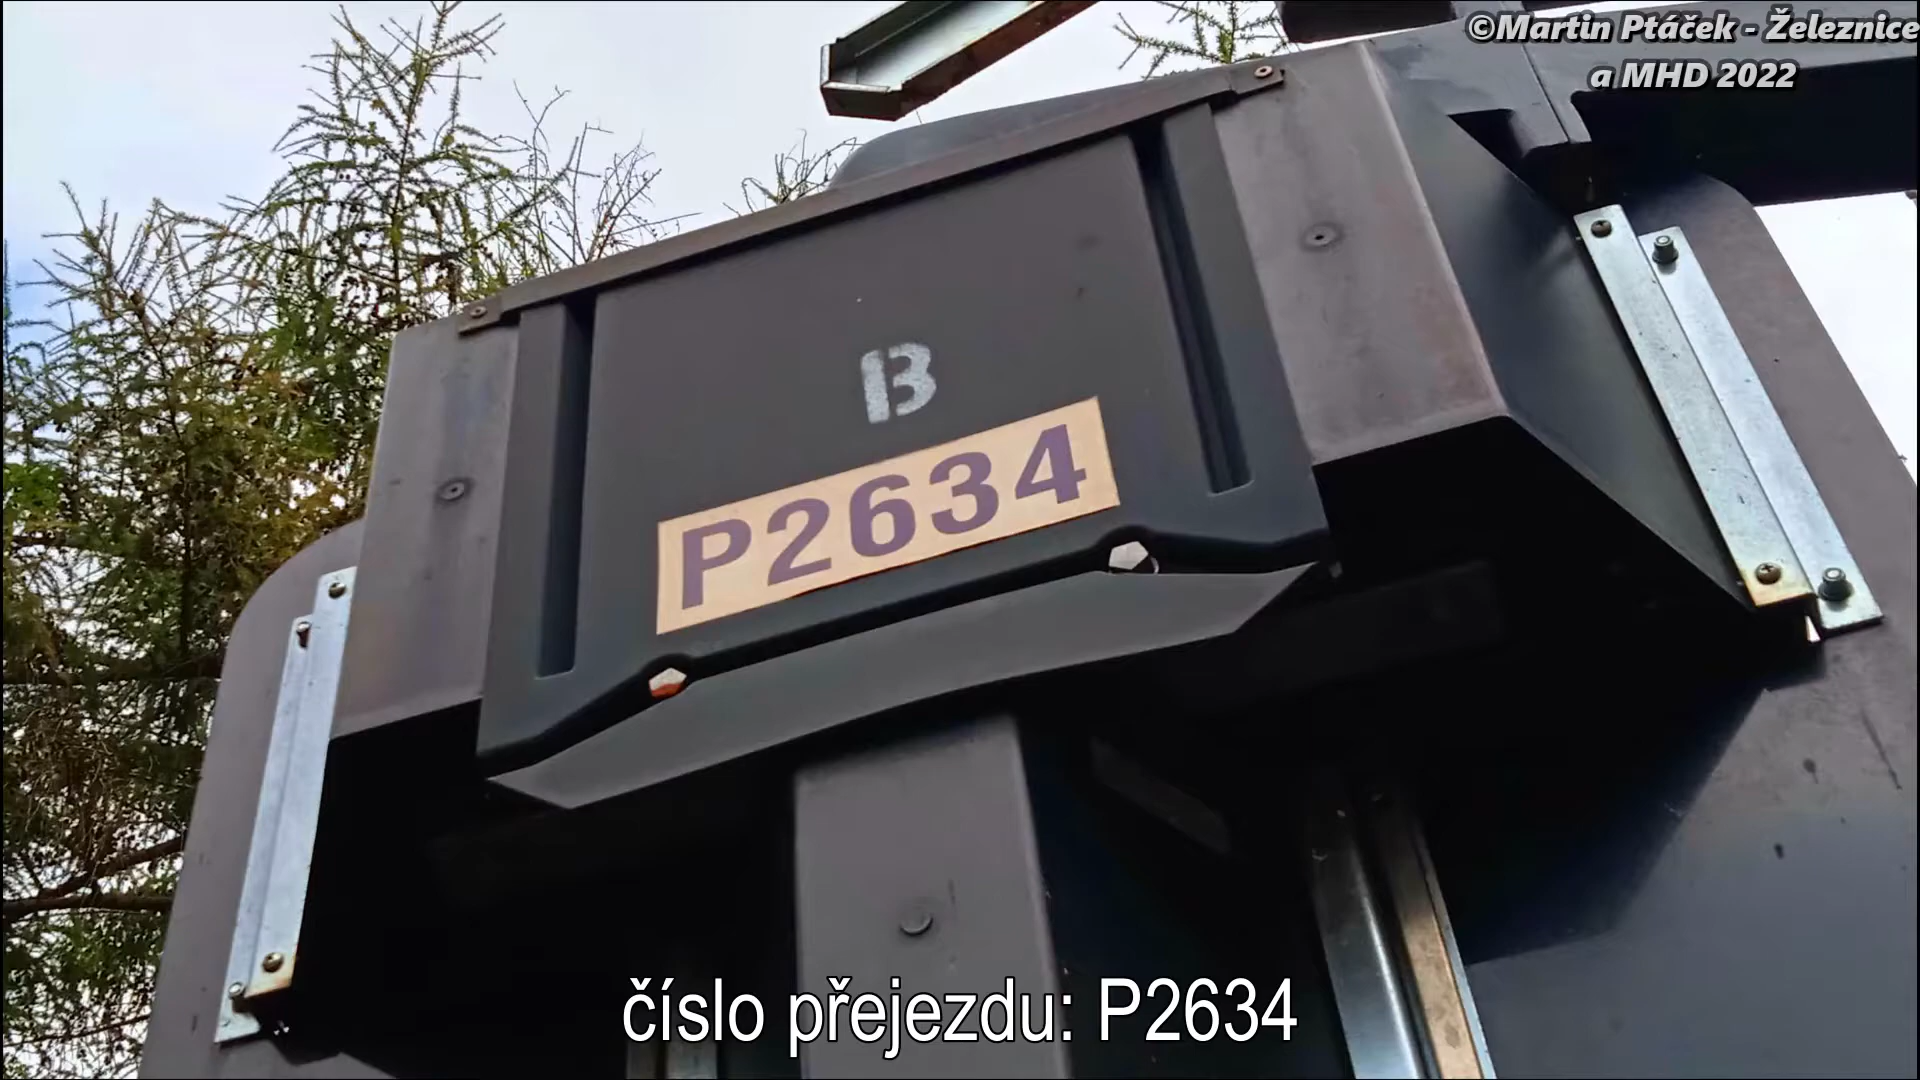 ©Martin Ptáček - Železnice
a MHD 2022
B
P2634
číslo přejezdu: P2634